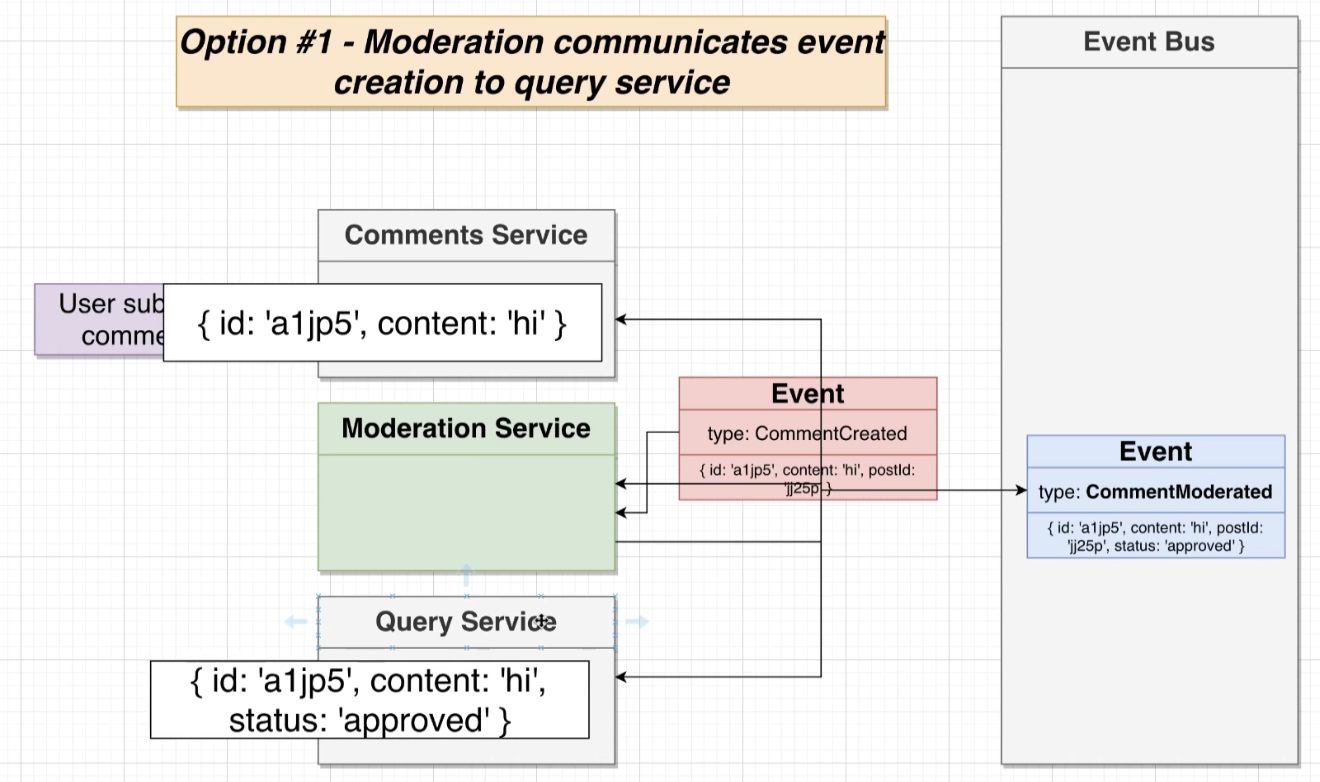 Option #1 - Moderation communicates event
creation to query service
Event Bus
Comments Service
User sub
comme
{ id: 'a1jp5', content: 'hi' }
Moderation Service
Event
type: CommentCreated
{ id: 'a1jp5', content: 'hi', postId:
'jj25p' }
Event
type: CommentModerated
{ id: 'a1jp5', content: 'hi', postId:
'jj25p', status: 'approved' }
Query Service
{ id: 'a1jp5', content: 'hi',
status: 'approved' }